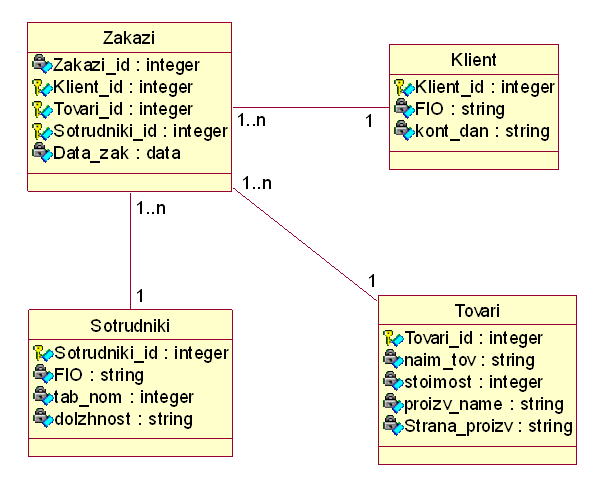 Zakazi
Zakazi_id : integer
Klient_id : integer
Tovari_id : integer
Sotrudniki_id : integer
Data_zak : data
Klient
Klient_id : integer
FIO : string
kont_dan : string
1..n
1
1..n
1..n
1
1
Sotrudniki
Sotrudniki_id : integer
FIO : string
tab_nom : integer
dolzhnost : string
Tovari
Tovari_id : integer
naim_tov : string
stoimost : integer
proizv_name : string
Strana_proizv : string